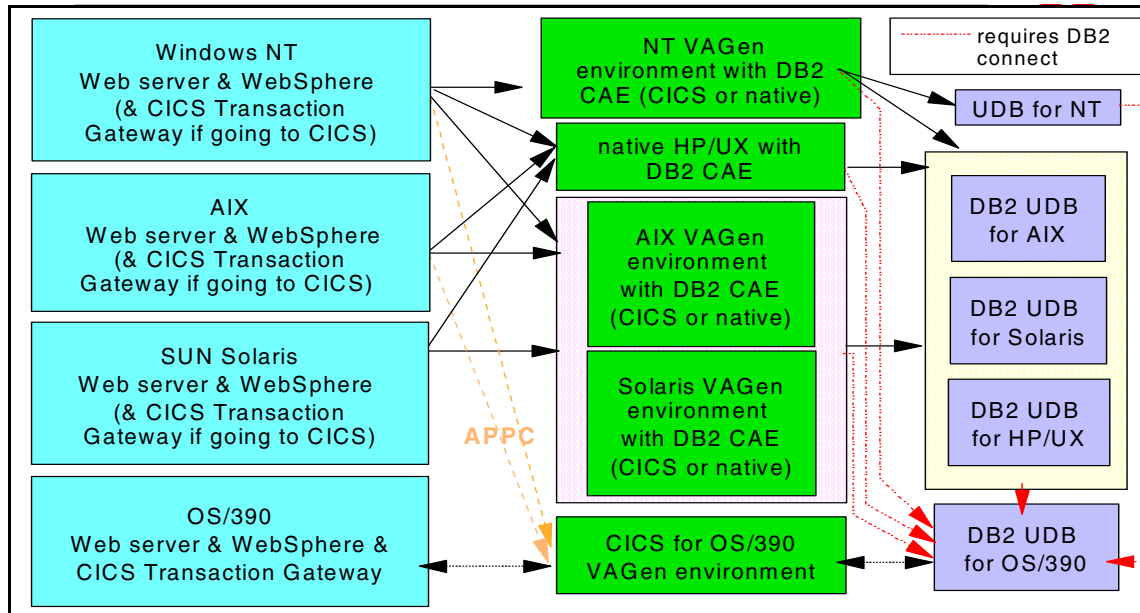 Windows NT
Web server & WebSphere
(& CICS Transaction
Gateway if going to CICS)
AIX
Web server & WebSphere
(& CICS Transaction
Gateway if going to CICS)
SUN Solaris
Web server & WebSphere
(& CICS Transaction
Gateway if going to CICS)
OS/390
Web server & WebSphere &
CICS Transaction Gateway
APPC
NT VAGen
environment with DB2
CAE (CICS or native)
native HP/UX with
DB2 CAE
AIX VAGen
environment
with DB2 CAE
(CICS or native)
Solaris VAGen
environment
with DB2 CAE
(CICS or native)
CICS for OS/390
VAGen environment
requires DB2
connect
UDB for NT
DB2 UDB
for AIX
DB2 UDB
for Solaris
DB2 UDB
for HP/UX
DB2 UDB
for OS/390